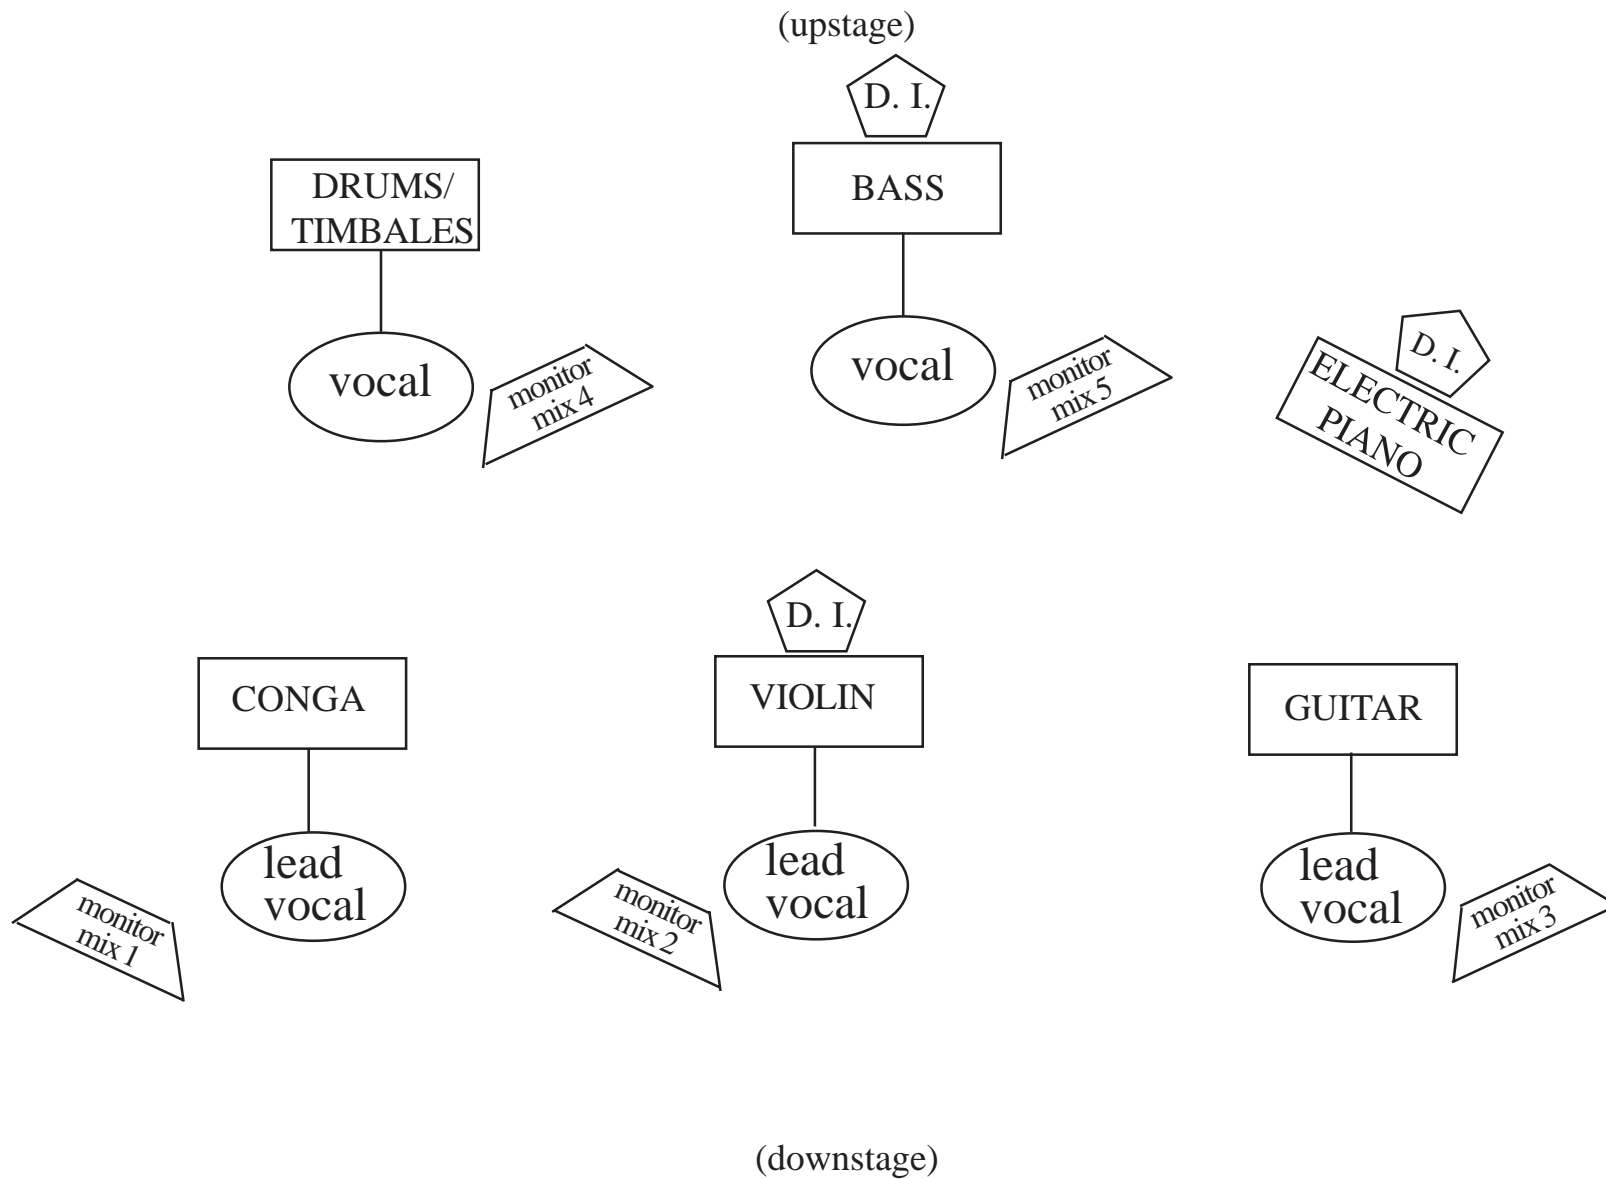 (upstage)
D. I.
DRUMS/
TIMBALES
BASS
vocal
monitor
mix 4
vocal
monitor
mix 5
D. I.
ELECTRIC
PIANO
D. I.
CONGA
VIOLIN
GUITAR
monitor
mix 1
lead
vocal
monitor
mix 2
lead
vocal
lead
vocal
monitor
mix 3
(downstage)